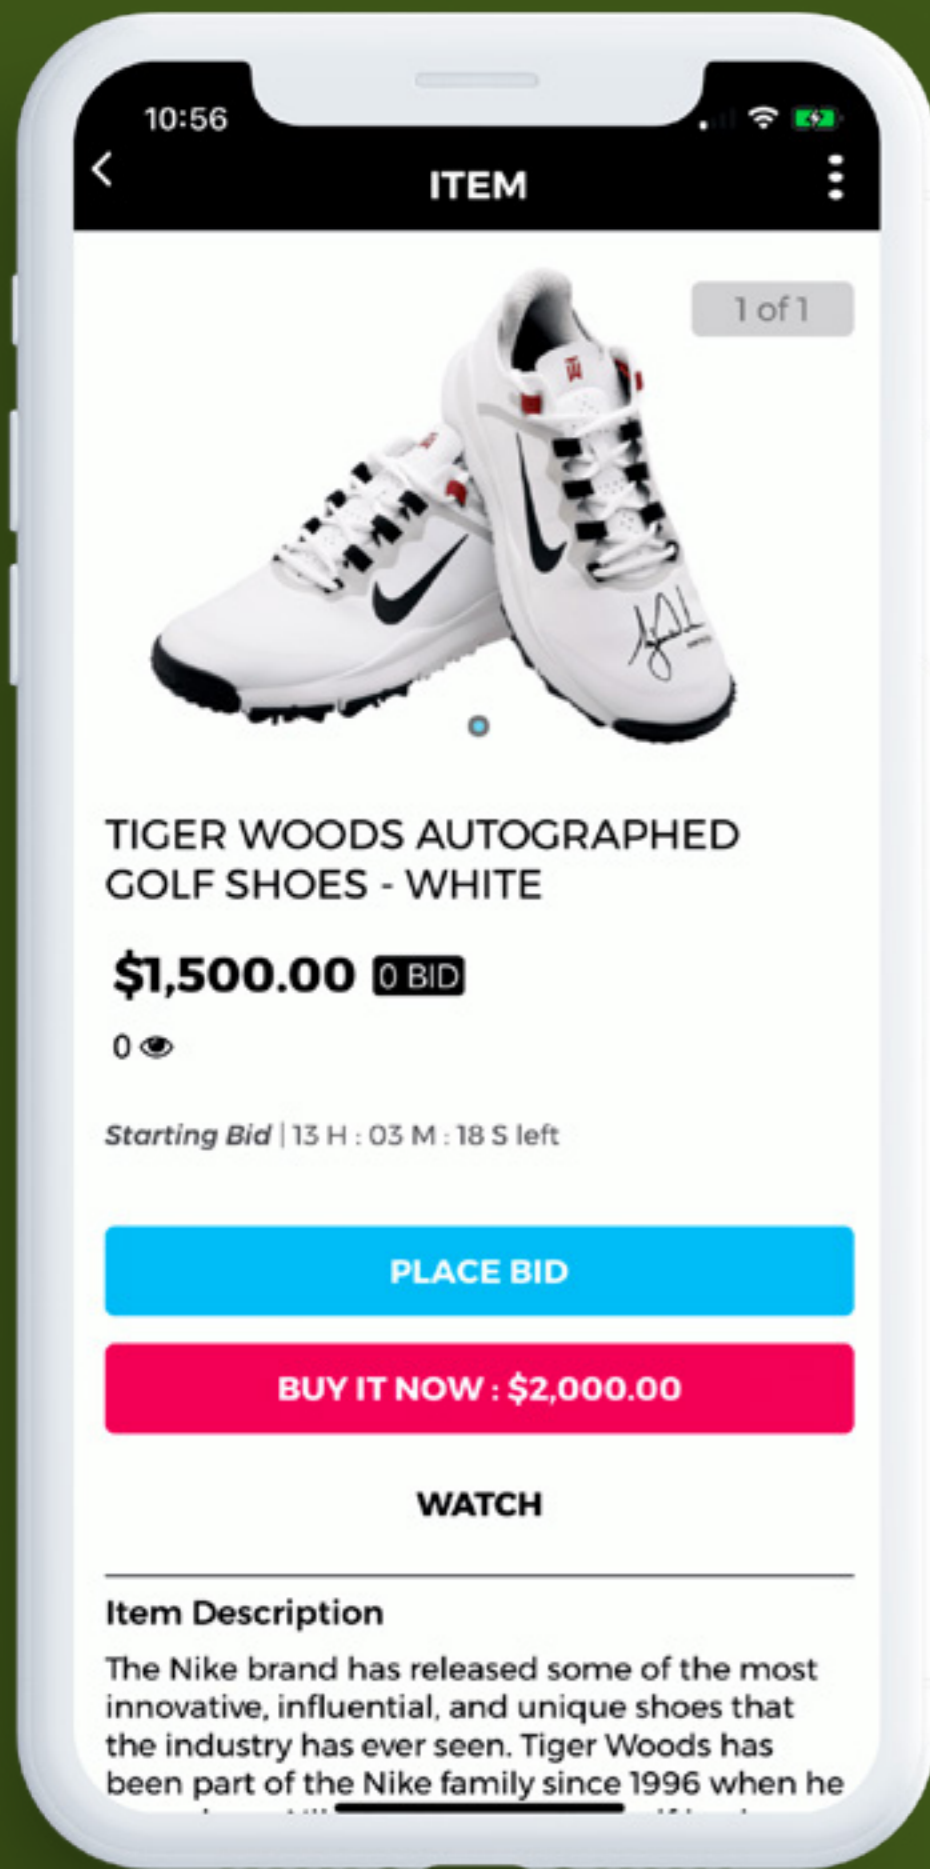 10:56
ITEM
1 of 1
TW
TIGER WOODS AUTOGRAPHED
GOLF SHOES - WHITE
$1,500.00 0 BID
0
Starting Bid | 13 H : 03 M : 18 S left
PLACE BID
BUY IT NOW : $2,000.00
WATCH
Item Description
The Nike brand has released some of the most
innovative, influential, and unique shoes that
the industry has ever seen. Tiger Woods has
been part of the Nike family since 1996 when he